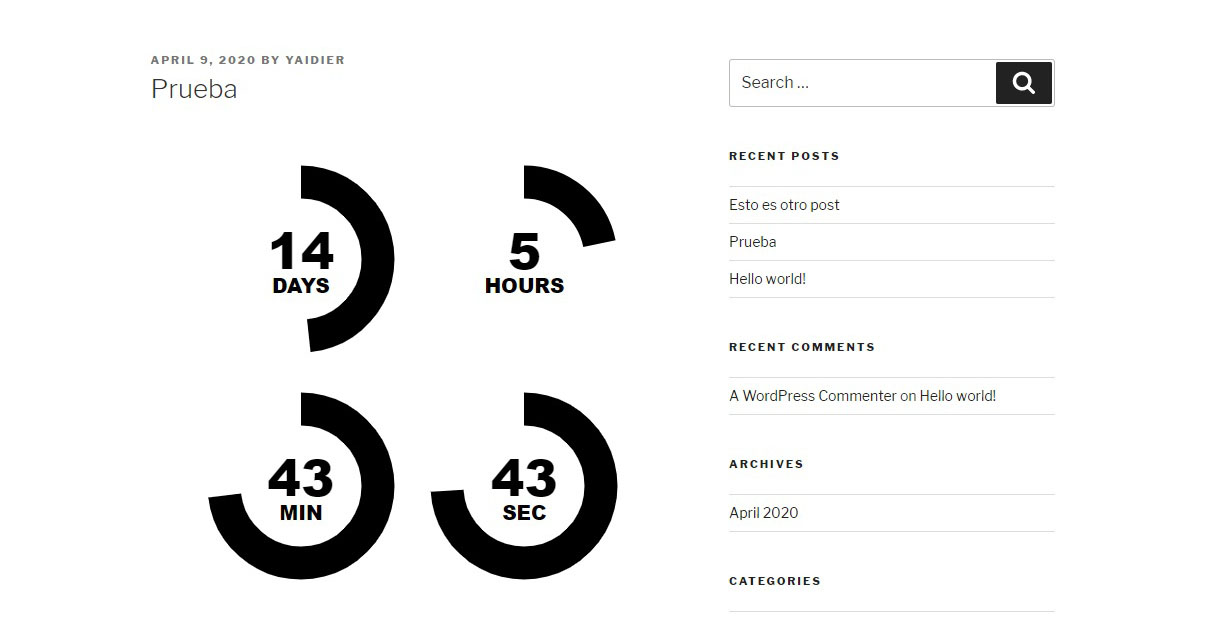 APRIL 9, 2020 BY YAIDIER
Prueba
14
DAYS
5
HOURS
43
MIN
43
SEC
Search …
RECENT POSTS
Esto es otro post
Prueba
Hello world!
RECENT COMMENTS
A WordPress Commenter on Hello world!
ARCHIVES
April 2020
CATEGORIES